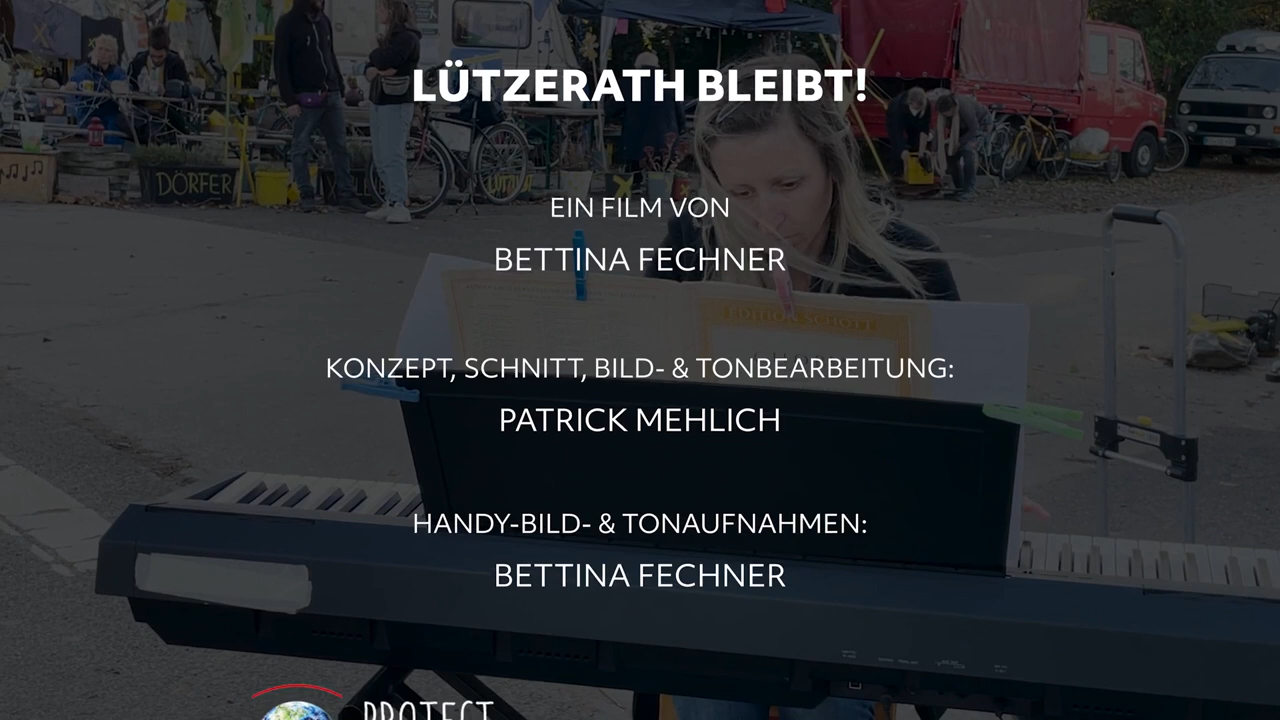 LÜTZERATH BLEIBT!
DÖRFER
EIN FILM VON
BETTINA FECHNER
EDITION SCHOTT
KONZEPT, SCHNITT, BILD- & TONBEARBEITUNG:
PATRICK MEHLICH
HANDY-BILD- & TONAUFNAHMEN:
BETTINA FECHNER
PROTECT